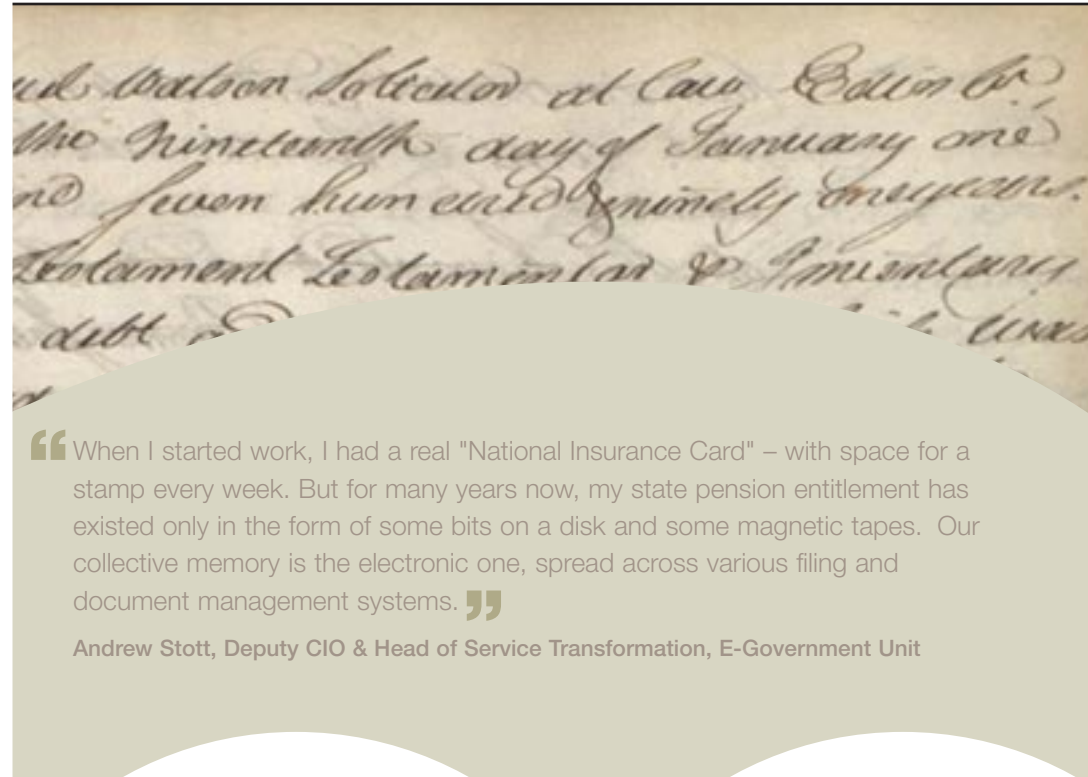 Watson Solicitor at Law Edinbr
the Nineteenth day of January one
seven hundred & ninety one years.
Testament Testamentar & Inventary
debt
was
“When I started work, I had a real "National Insurance Card" – with space for a
stamp every week. But for many years now, my state pension entitlement has
existed only in the form of some bits on a disk and some magnetic tapes.  Our
collective memory is the electronic one, spread across various filing and
document management systems.”
Andrew Stott, Deputy CIO & Head of Service Transformation, E-Government Unit